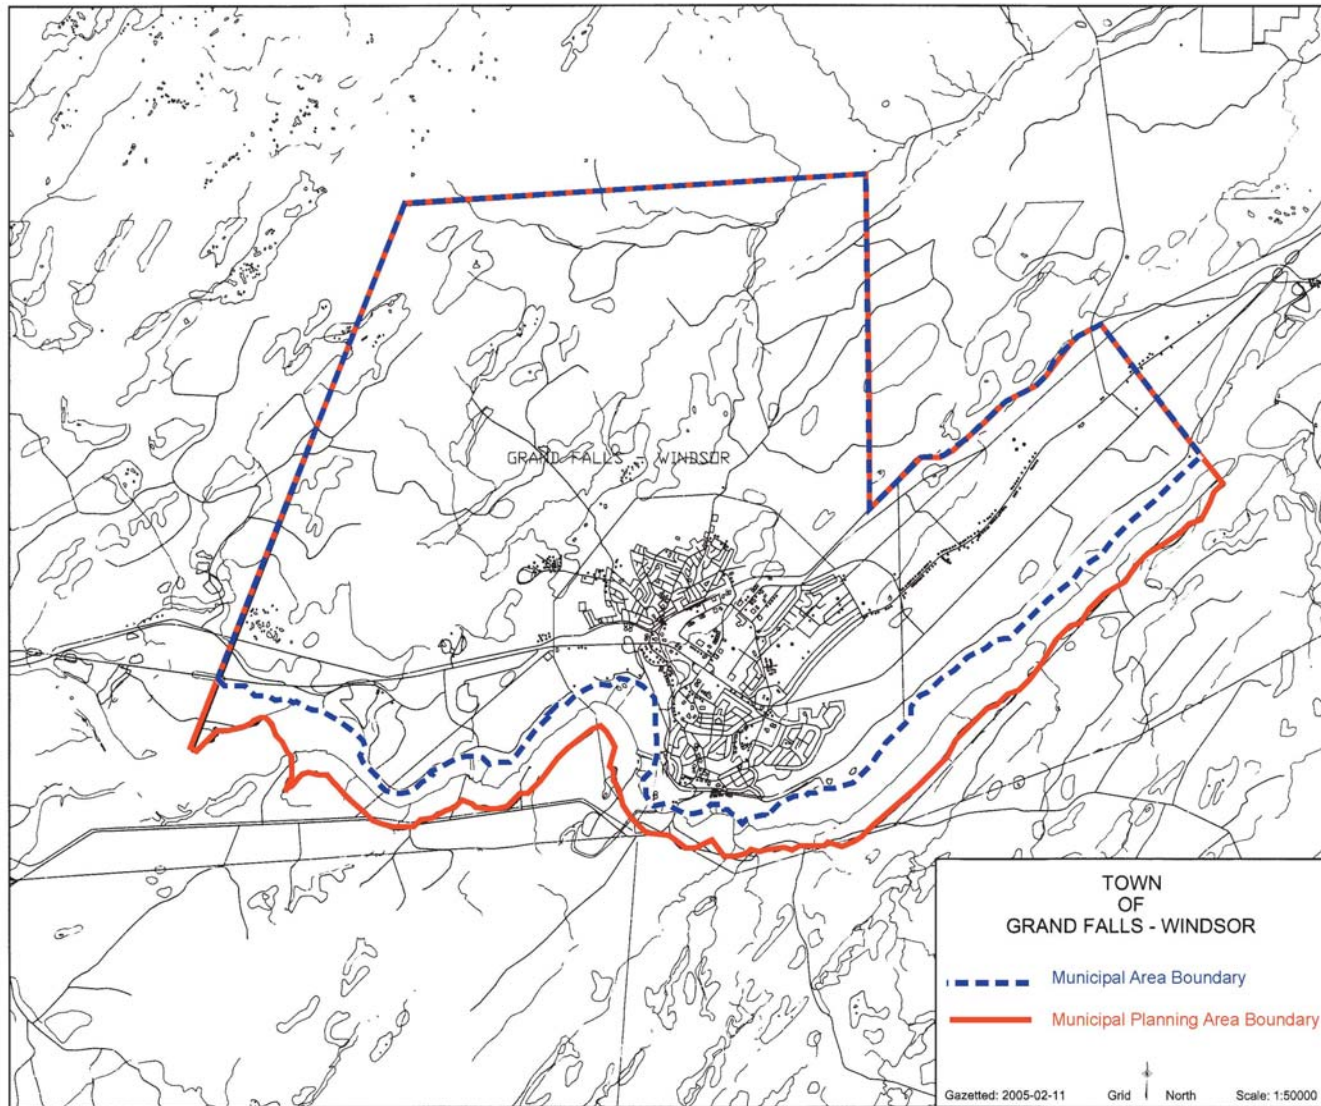 GRAND FALLS - WINDSOR
TOWN
OF
GRAND FALLS - WINDSOR
Municipal Area Boundary
Municipal Planning Area Boundary
Gazetted: 2005-02-11 Grid North Scale: 1:50000